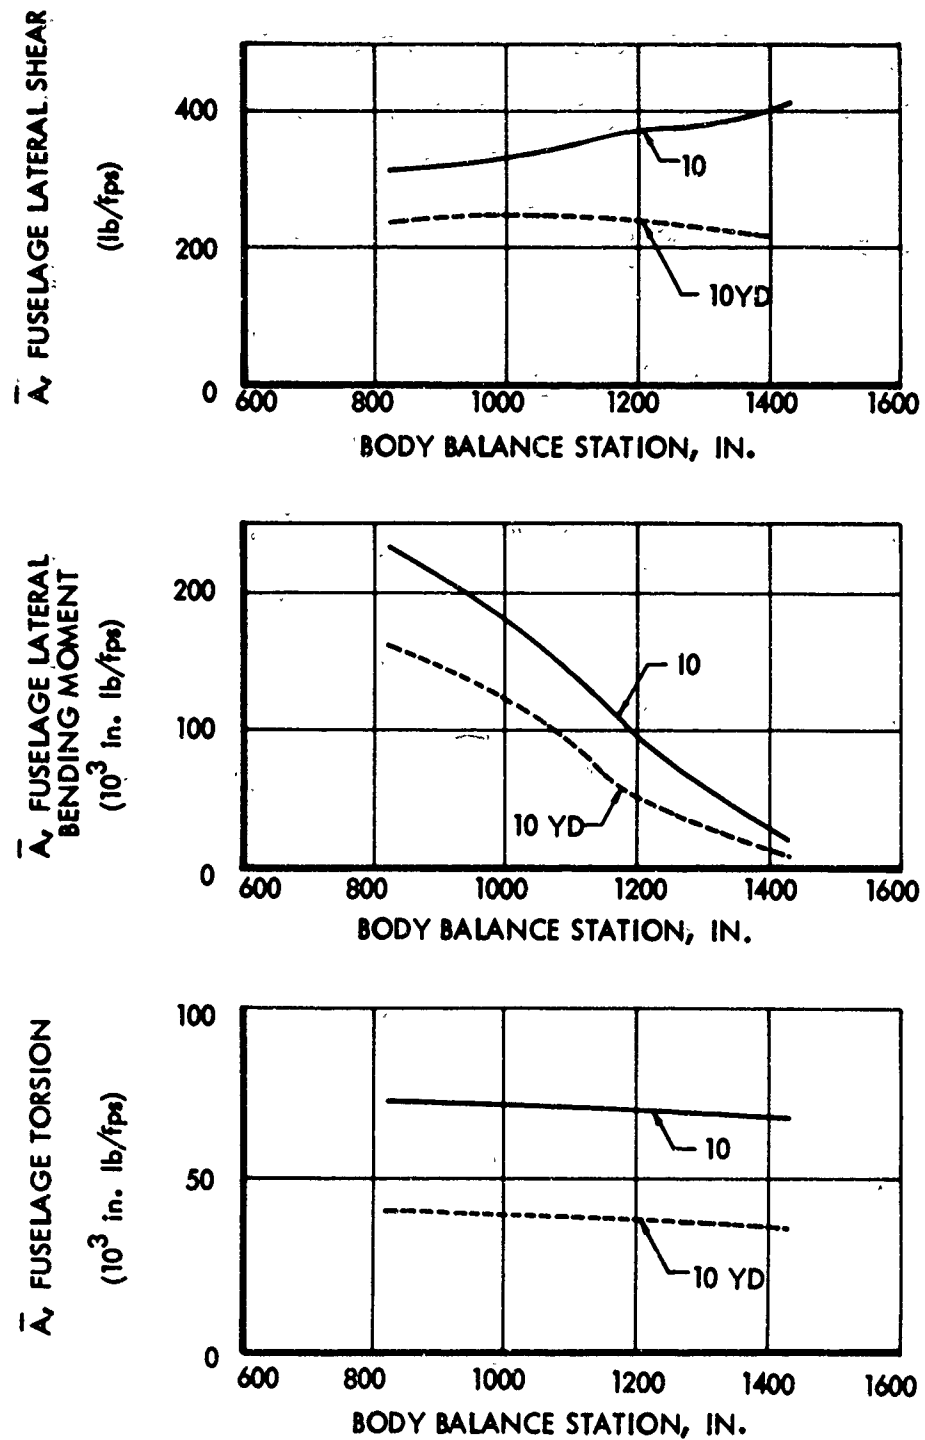 A̅, FUSELAGE LATERAL SHEAR
(lb/fps)
400
200
0
10
10YD
600 800 1000 1200 1400 1600
BODY BALANCE STATION, IN.
A̅, FUSELAGE LATERAL
BENDING MOMENT
(10³ in. lb/fps)
200
100
0
10
10 YD
600 800 1000 1200 1400 1600
BODY BALANCE STATION, IN.
A̅, FUSELAGE TORSION
(10³ in. lb/fps)
100
50
0
10
10 YD
600 800 1000 1200 1400 1600
BODY BALANCE STATION, IN.